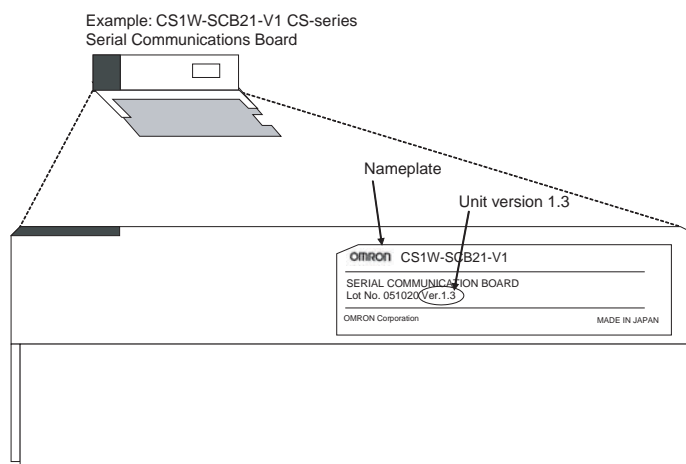 Example: CS1W-SCB21-V1 CS-series
Serial Communications Board
Nameplate
Unit version 1.3
OMRON CS1W-SCB21-V1
SERIAL COMMUNICATION BOARD
Lot No. 051020 Ver.1.3
OMRON Corporation MADE IN JAPAN